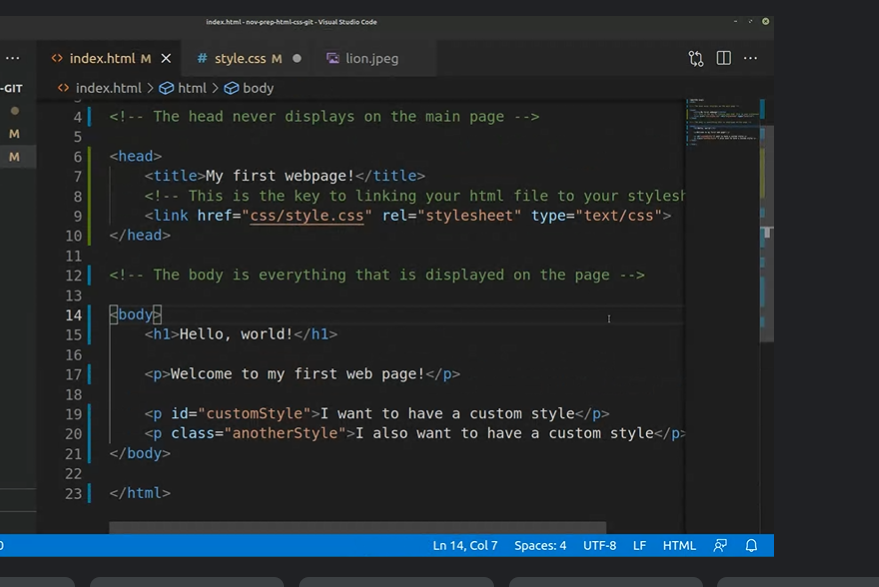 index.html - nov-prep-html-css-git - Visual Studio Code
index.html M style.css M lion.jpeg
-GIT
index.html > html > body
M
M
4 <!-- The head never displays on the main page -->
5
6 <head>
7 <title>My first webpage!</title>
8 <!-- This is the key to linking your html file to your stylesh
9 <link href="css/style.css" rel="stylesheet" type="text/css">
10 </head>
11
12 <!-- The body is everything that is displayed on the page -->
13
14 <body>
15 <h1>Hello, world!</h1>
16
17 <p>Welcome to my first web page!</p>
18
19 <p id="customStyle">I want to have a custom style</p>
20 <p class="anotherStyle">I also want to have a custom style</p>
21 </body>
22
23 </html>
0 Ln 14, Col 7 Spaces: 4 UTF-8 LF HTML